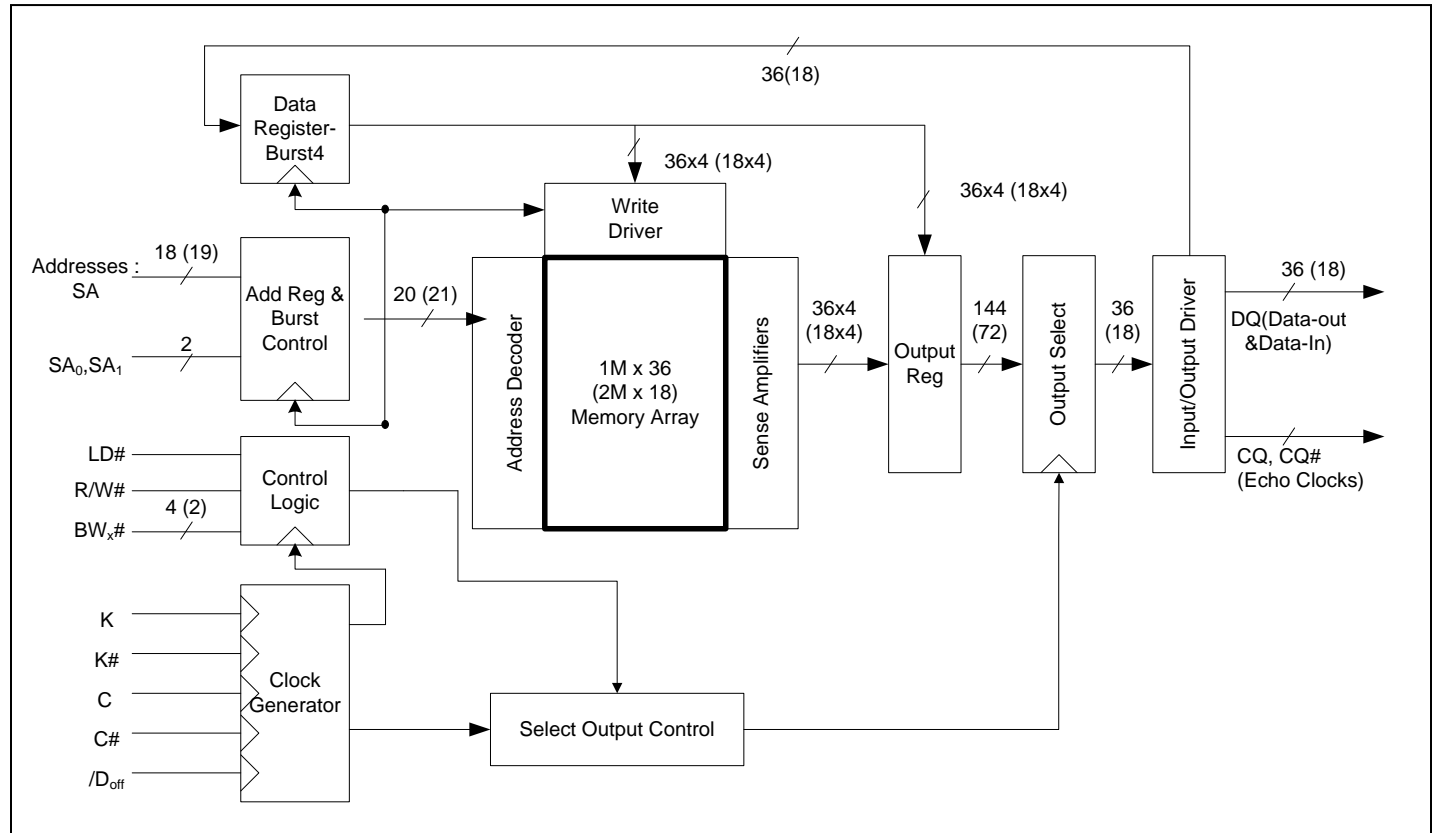 36(18)
Data
Register-
Burst4
36x4 (18x4)
36x4 (18x4)
Write
Driver
Addresses :
SA
18 (19)
SA₀,SA₁
2
Add Reg &
Burst
Control
20 (21)
Address Decoder
1M x 36
(2M x 18)
Memory Array
Sense Amplifiers
36x4
(18x4)
Output
Reg
144
(72)
Output Select
36
(18)
Input/Output Driver
36 (18)
DQ(Data-out
&Data-In)
CQ, CQ#
(Echo Clocks)
LD#
R/W#
BWₓ#
4 (2)
Control
Logic
K
K#
C
C#
/Doff
Clock
Generator
Select Output Control